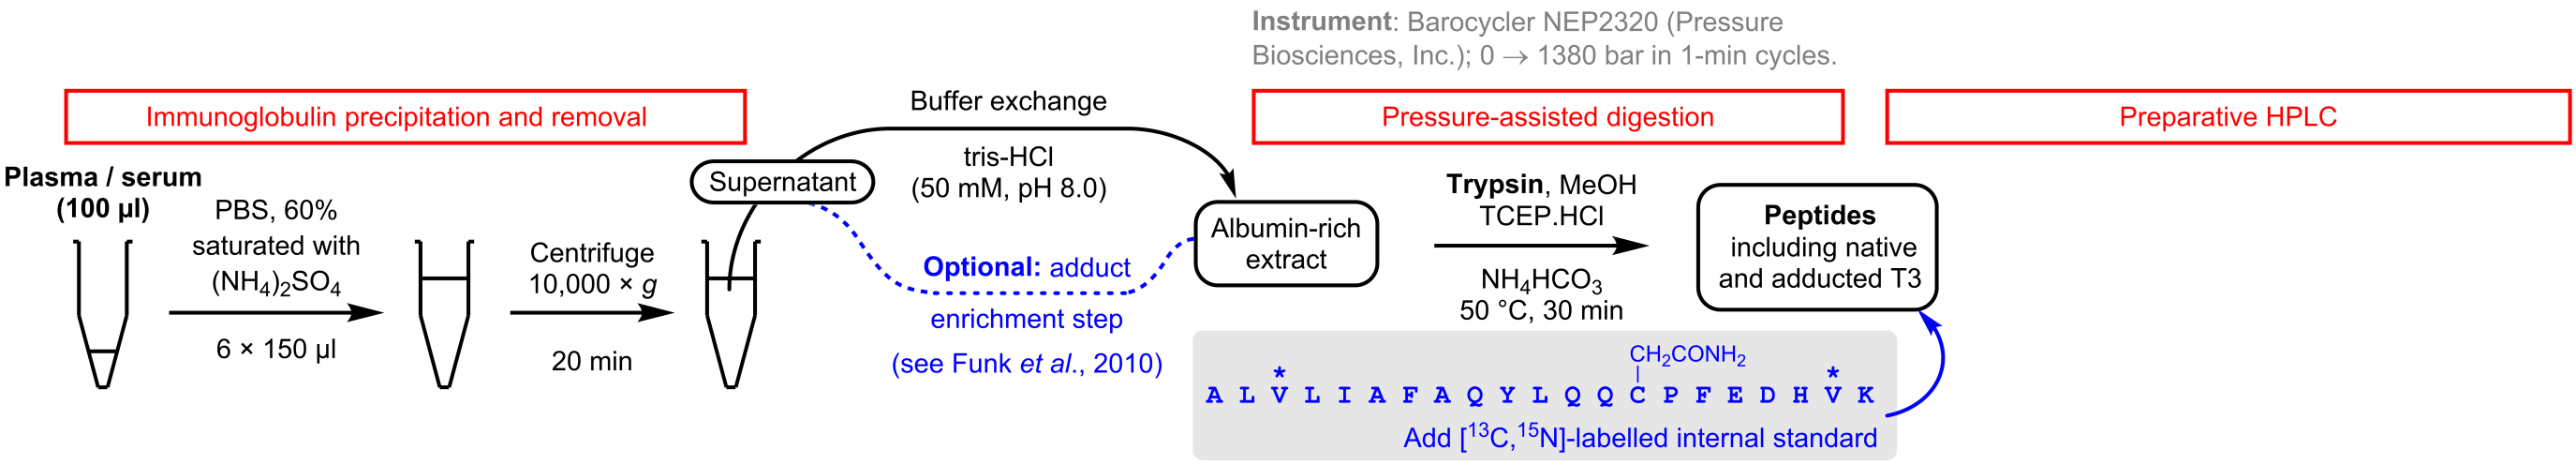 Instrument: Barocycler NEP2320 (Pressure
Biosciences, Inc.); 0 → 1380 bar in 1-min cycles.
Immunoglobulin precipitation and removal
Pressure-assisted digestion
Preparative HPLC
Plasma / serum
(100 µl)
PBS, 60%
saturated with
(NH₄)₂SO₄
6 × 150 µl
Centrifuge
10,000 × g
20 min
Supernatant
Buffer exchange
tris-HCl
(50 mM, pH 8.0)
Optional: adduct
enrichment step
(see Funk et al., 2010)
Albumin-rich
extract
Trypsin, MeOH
TCEP.HCl
NH₄HCO₃
50 °C, 30 min
Peptides
including native
and adducted T3
CH₂CONH₂
* *
A L V L I A F A Q Y L Q Q C P F E D H V K
Add [¹³C,¹⁵N]-labelled internal standard